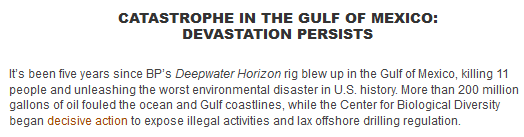 CATASTROPHE IN THE GULF OF MEXICO:
DEVASTATION PERSISTS
It's been five years since BP's Deepwater Horizon rig blew up in the Gulf of Mexico, killing 11
people and unleashing the worst environmental disaster in U.S. history. More than 200 million
gallons of oil fouled the ocean and Gulf coastlines, while the Center for Biological Diversity
began decisive action to expose illegal activities and lax offshore drilling regulation.